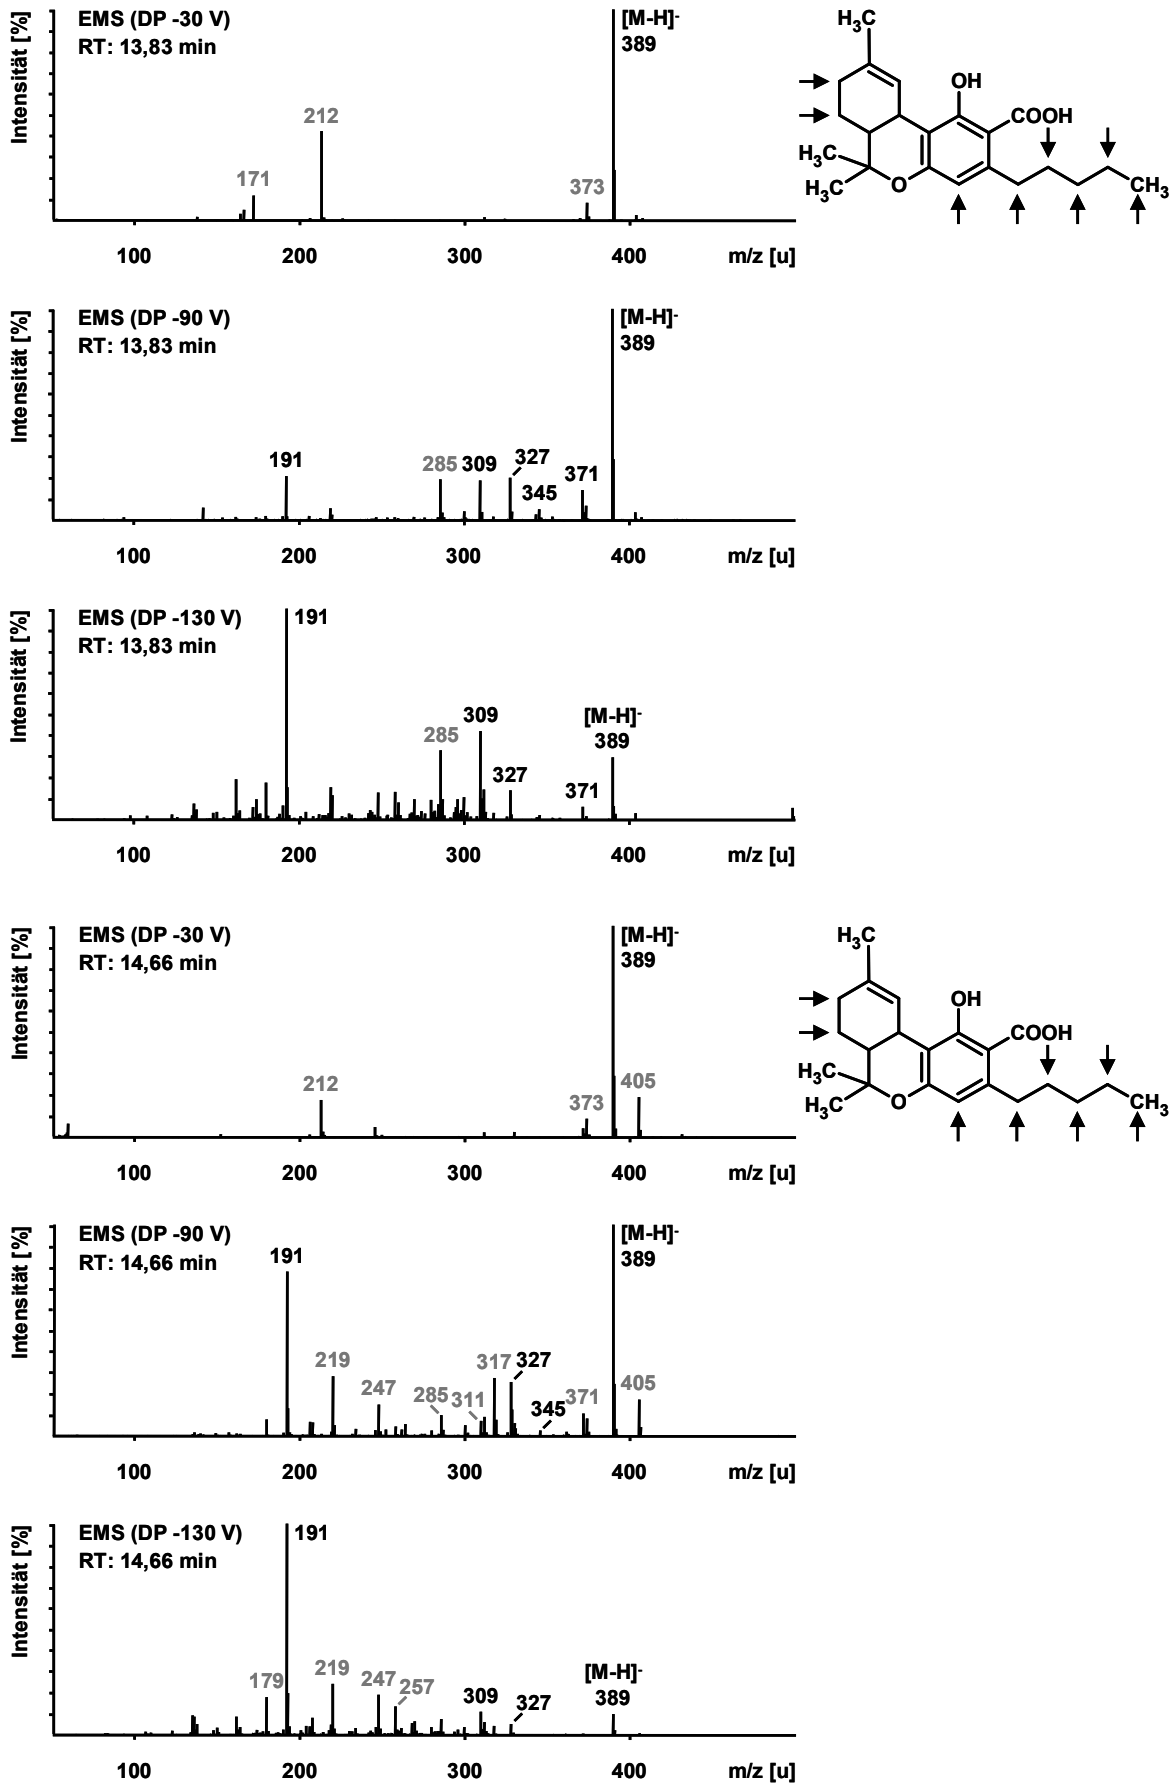 Intensität [%]
EMS (DP -30 V)
RT: 13,83 min
[M-H]-
389
212
171
373
100 200 300 400 m/z [u]
H3C
OH
COOH
H3C
H3C
O
CH3
Intensität [%]
EMS (DP -90 V)
RT: 13,83 min
[M-H]-
389
191
285
309
327
345
371
100 200 300 400 m/z [u]
Intensität [%]
EMS (DP -130 V)
RT: 13,83 min
191
285
309
327
371
[M-H]-
389
100 200 300 400 m/z [u]
Intensität [%]
EMS (DP -30 V)
RT: 14,66 min
[M-H]-
389
212
373
405
100 200 300 400 m/z [u]
H3C
OH
COOH
H3C
H3C
O
CH3
Intensität [%]
EMS (DP -90 V)
RT: 14,66 min
[M-H]-
389
191
219
247
285
311
317
327
345
371
405
100 200 300 400 m/z [u]
Intensität [%]
EMS (DP -130 V)
RT: 14,66 min
191
179
219
247
257
309
327
[M-H]-
389
100 200 300 400 m/z [u]